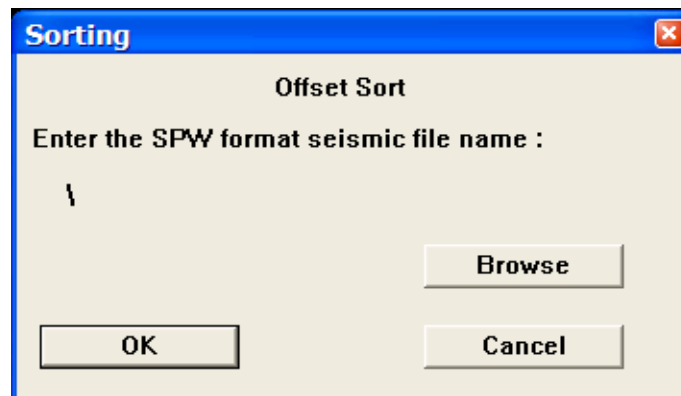 Sorting
Offset Sort
Enter the SPW format seismic file name :
\
Browse
OK
Cancel